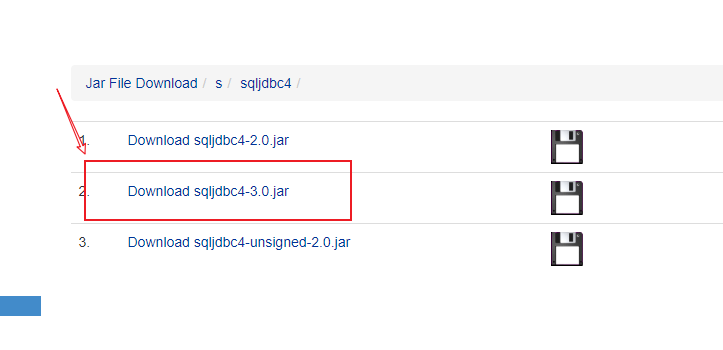 Jar File Download / s / sqljdbc4 /
1. Download sqljdbc4-2.0.jar
2. Download sqljdbc4-3.0.jar
3. Download sqljdbc4-unsigned-2.0.jar